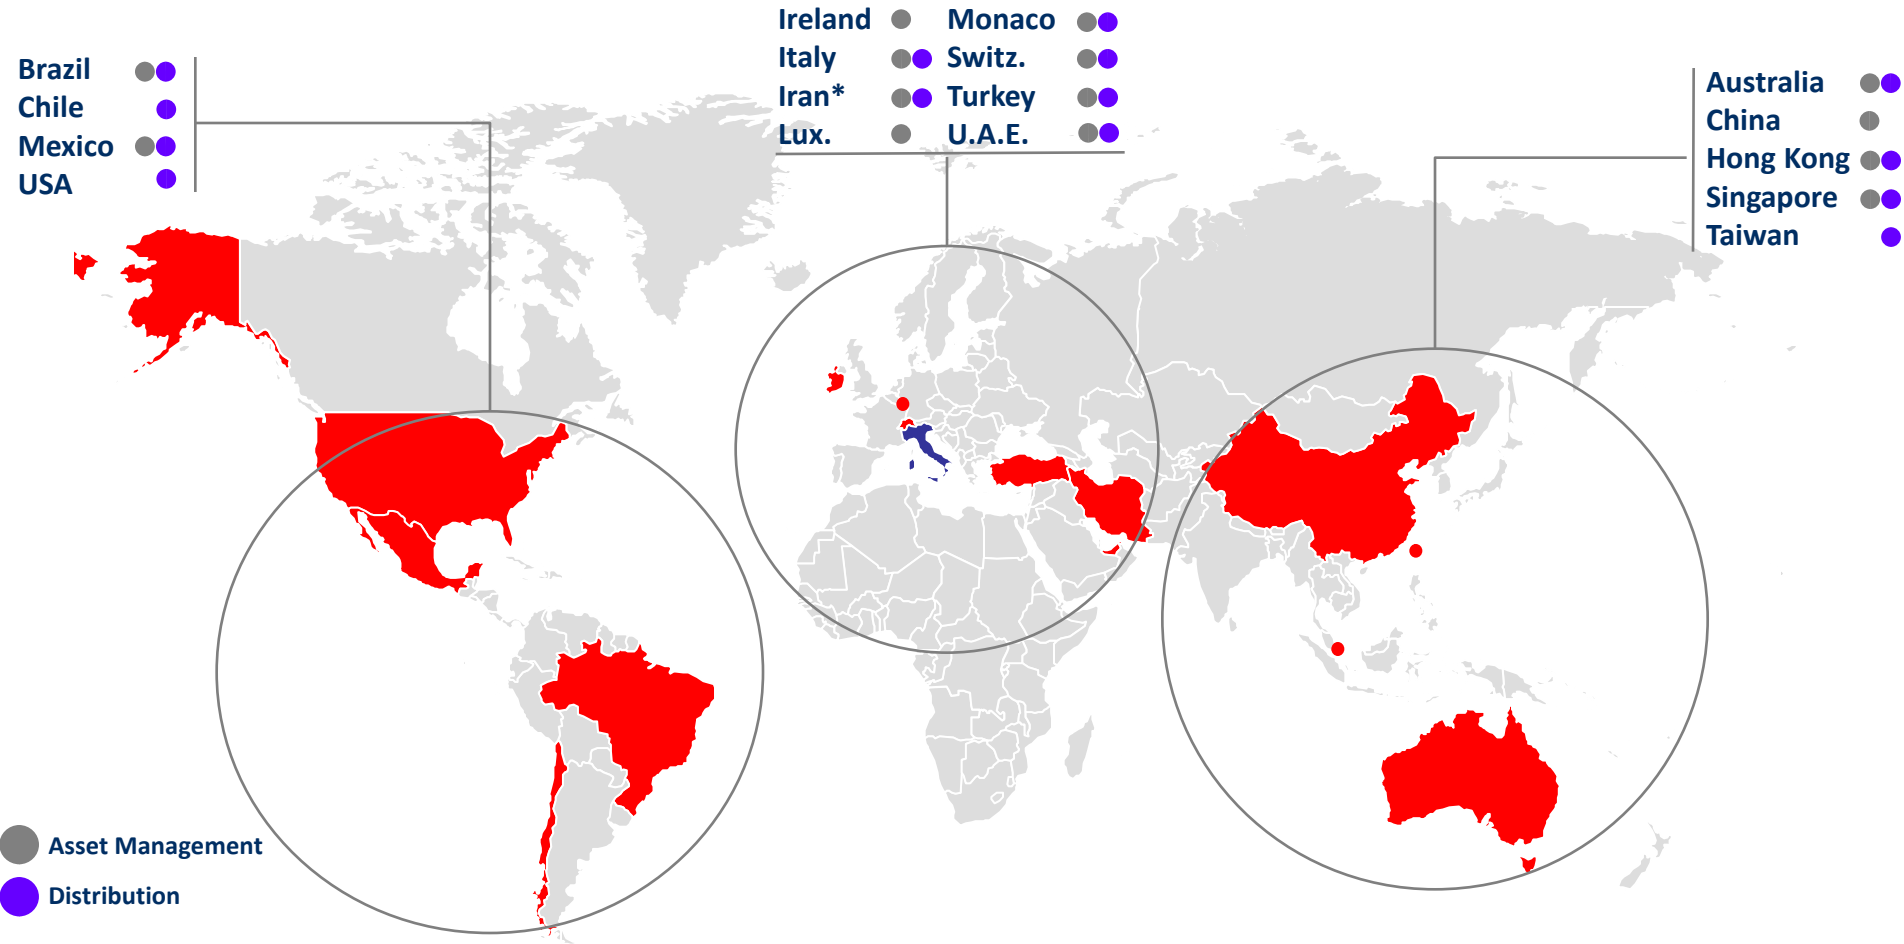 Brazil
Chile
Mexico
USA
Ireland
Italy
Iran*
Lux.
Monaco
Switz.
Turkey
U.A.E.
Australia
China
Hong Kong
Singapore
Taiwan
Asset Management
Distribution